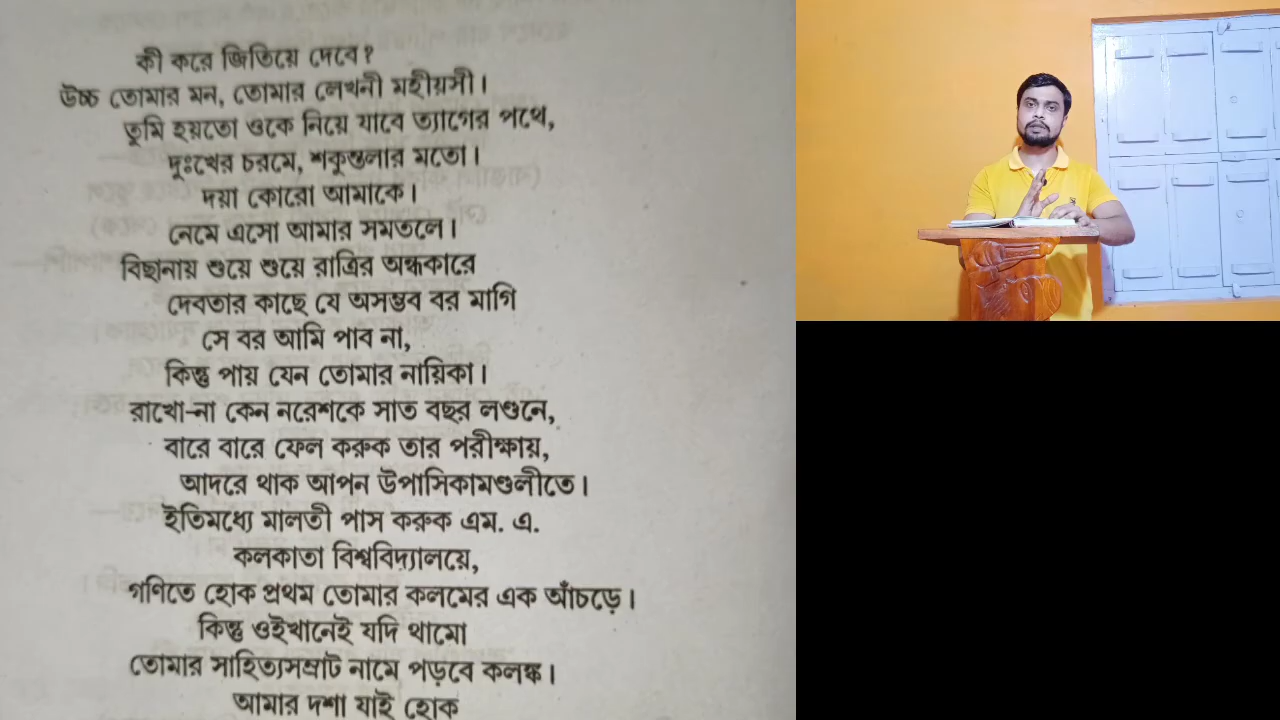 কী করে জিতিয়ে দেবে?
উচ্চ তোমার মন, তোমার লেখনী মহীয়সী।
তুমি হয়তো ওকে নিয়ে যাবে ত্যাগের পথে,
দুঃখের চরমে, শকুন্তলার মতো।
দয়া কোরো আমাকে।
নেমে এসো আমার সমতলে।
বিছানায় শুয়ে শুয়ে রাত্রির অন্ধকারে
দেবতার কাছে যে অসম্ভব বর মাগি
সে বর আমি পাব না,
কিন্তু পায় যেন তোমার নায়িকা।
রাখো-না কেন নরেশকে সাত বছর লণ্ডনে,
বারে বারে ফেল করুক তার পরীক্ষায়,
আদরে থাক আপন উপাসিকামণ্ডলীতে।
ইতিমধ্যে মালতী পাস করুক এম. এ.
কলকাতা বিশ্ববিদ্যালয়ে,
গণিতে হোক প্রথম তোমার কলমের এক আঁচড়ে।
কিন্তু ওইখানেই যদি থামো
তোমার সাহিত্যসম্রাট নামে পড়বে কলঙ্ক।
আমার দশা যাই হোক